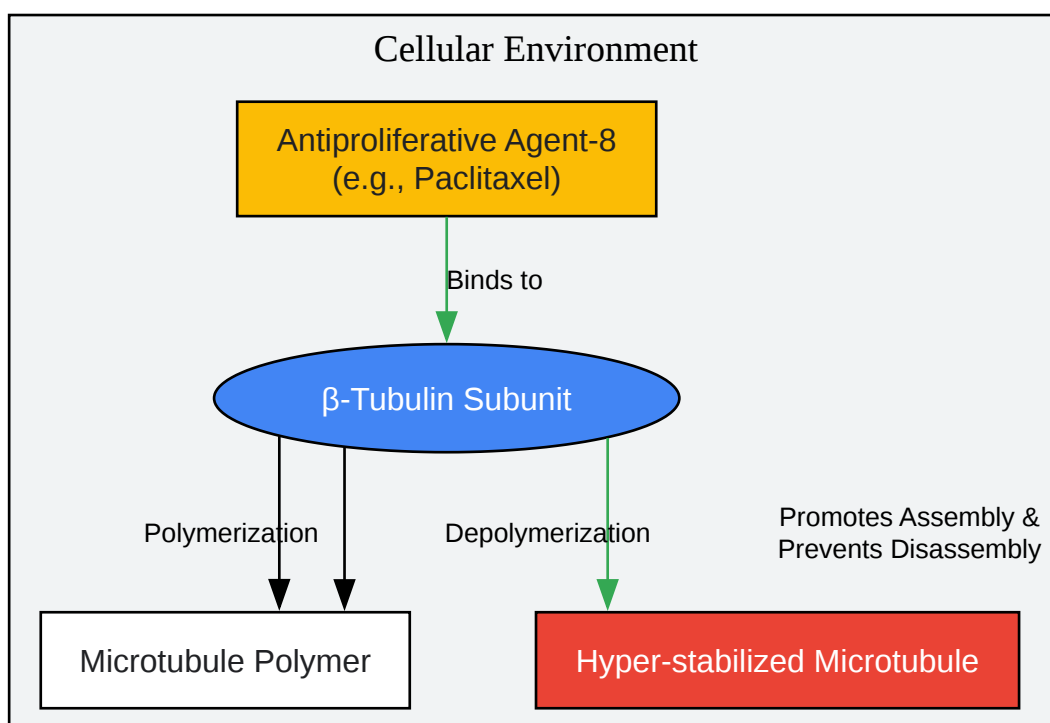 Cellular Environment
Antiproliferative Agent-8
(e.g., Paclitaxel)
Binds to
β-Tubulin Subunit
Polymerization
Depolymerization
Promotes Assembly &
Prevents Disassembly
Microtubule Polymer
Hyper-stabilized Microtubule